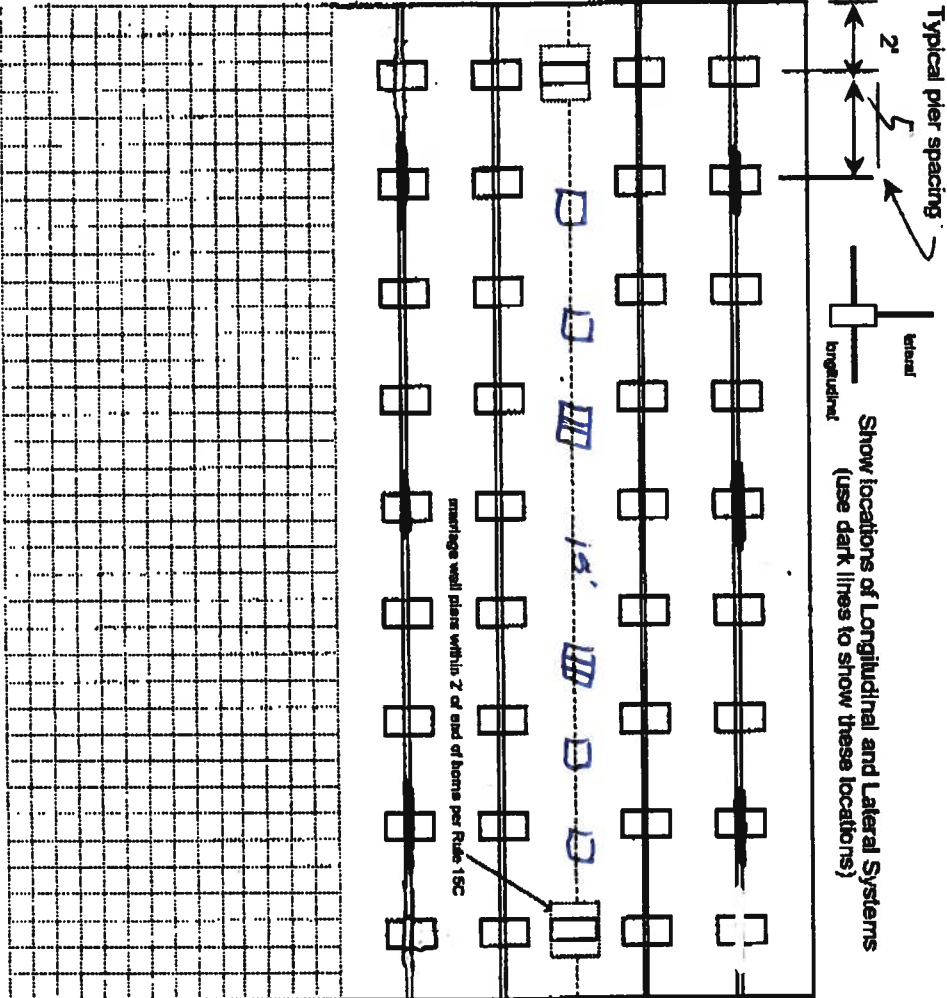 Typical pier spacing
2'
5'
lateral
longitudinal
Show locations of Longitudinal and Lateral Systems
(use dark lines to show these locations)
15'
marriage wall piers within 2' of end of home per Rule 15C